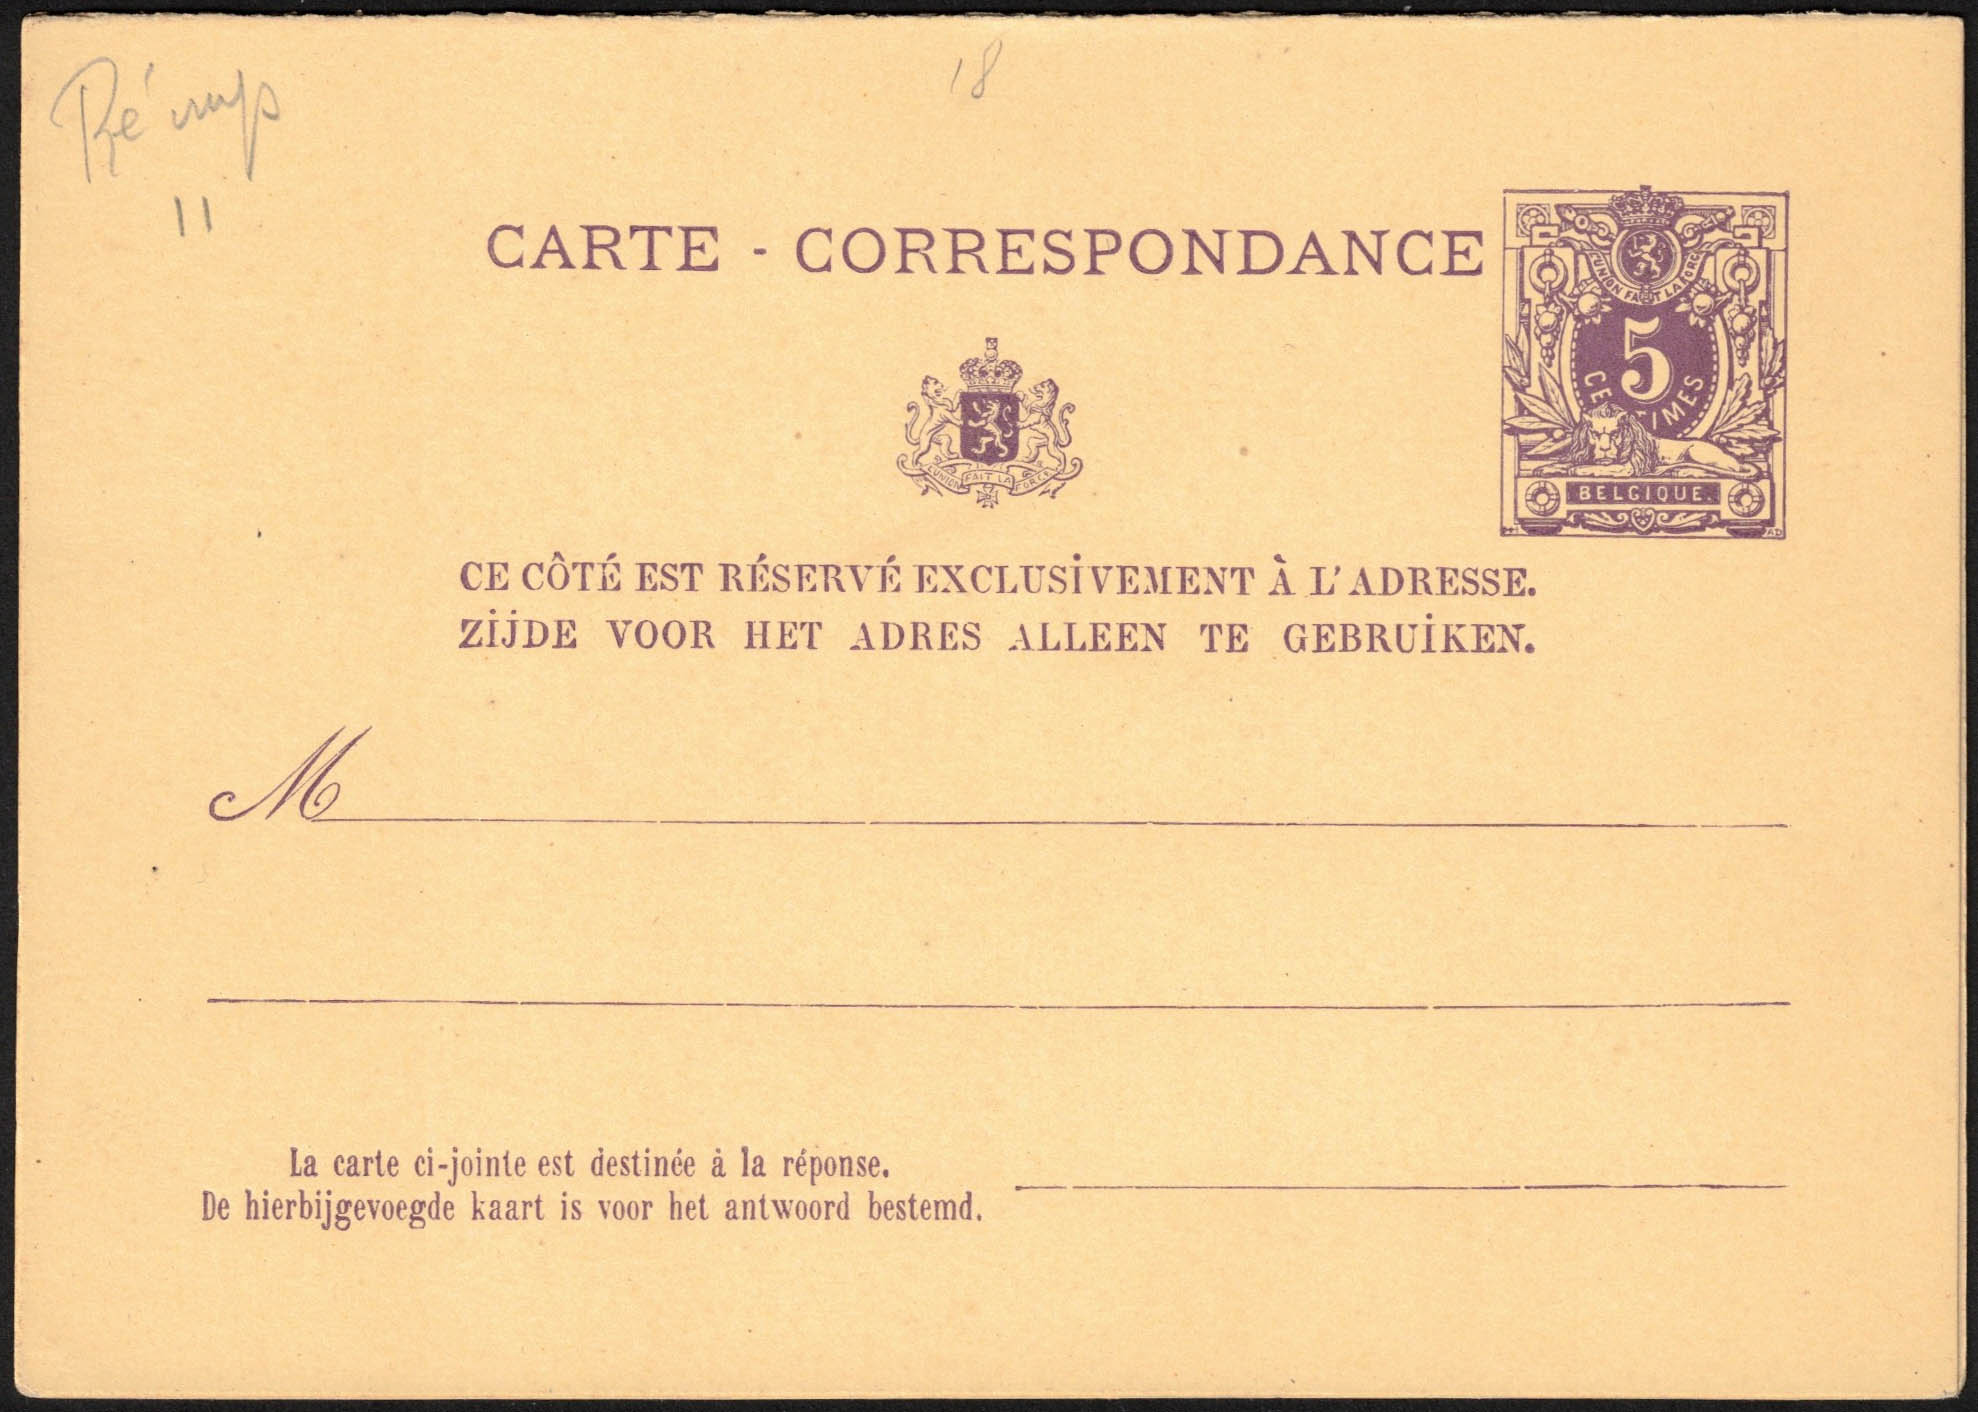 18
11
CARTE - CORRESPONDANCE
L'UNION FAIT LA FORCE
5
CENTIMES
BELGIQUE.
L'UNION FAIT LA FORCE
CE CÔTÉ EST RÉSERVÉ EXCLUSIVEMENT À L'ADRESSE.
ZIJDE VOOR HET ADRES ALLEEN TE GEBRUIKEN.
M
La carte ci-jointe est destinée à la réponse.
De hierbijgevoegde kaart is voor het antwoord bestemd.